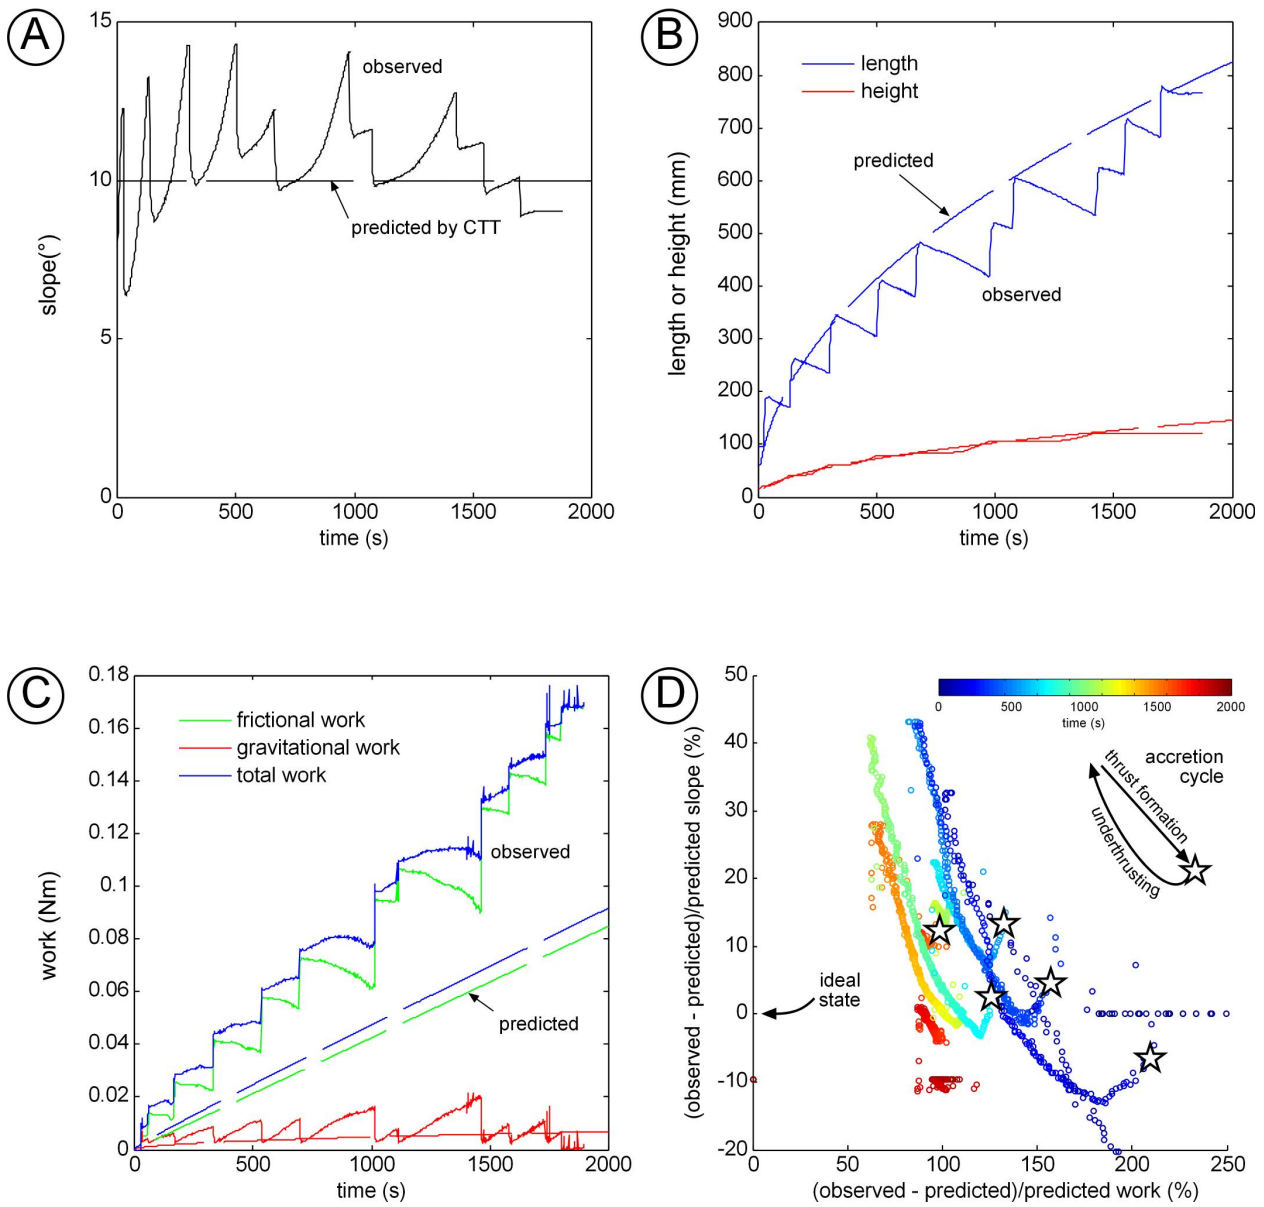 A
15
10
5
0
slope(°)
observed
predicted by CTT
0
500
1000
1500
2000
time (s)
B
900
800
700
600
500
400
300
200
100
0
length or height (mm)
length
height
predicted
observed
0
500
1000
1500
2000
time (s)
C
0.18
0.16
0.14
0.12
0.1
0.08
0.06
0.04
0.02
0
work (Nm)
frictional work
gravitational work
total work
observed
predicted
0
500
1000
1500
2000
time (s)
D
50
40
30
20
10
0
-10
-20
(observed - predicted)/predicted slope (%)
0
500
1000
1500
2000
time (s)
accretion
cycle
thrust formation
underthrusting
ideal
state
0
50
100
150
200
250
(observed - predicted)/predicted work (%)